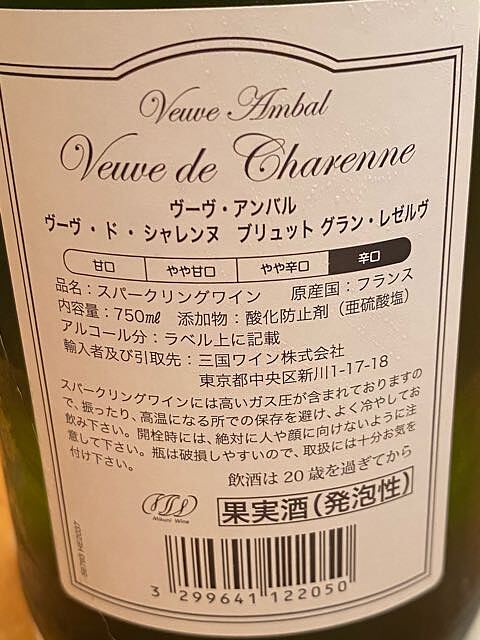 Veuve Ambal
Veuve de Charenne
ヴーヴ・アンバル
ヴーヴ・ド・シャレンヌ ブリュット グラン・レゼルヴ
甘口 やや甘口 やや辛口 辛口
品名：スパークリングワイン 原産国：フランス
内容量：750㎖ 添加物：酸化防止剤（亜硫酸塩）
アルコール分：ラベル上に記載
輸入者及び引取先：三国ワイン株式会社
東京都中央区新川1-17-18
スパークリングワインには高いガス圧が含まれておりますの
で、振ったり、高温になる所での保存を避け、よく冷やしてお
飲み下さい。開栓時には、絶対に人や顔に向けないように注
意して下さい。瓶は破損しやすいので、取扱には十分お気を
付け下さい。
飲酒は20歳を過ぎてから
Mikuni Wine
果実酒（発泡性）
3 299641 122050